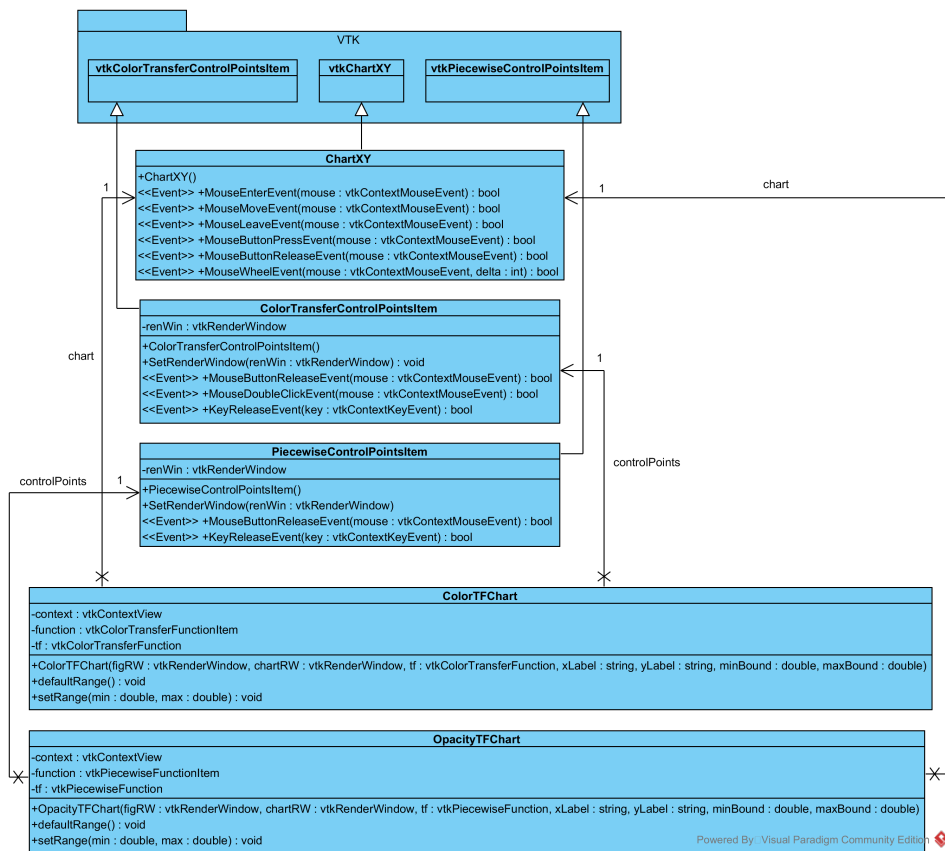 VTK
vtkColorTransferControlPointsItem
vtkChartXY
vtkPiecewiseControlPointsItem
ChartXY
+ChartXY()
<<Event>> +MouseEnterEvent(mouse : vtkContextMouseEvent) : bool
<<Event>> +MouseMoveEvent(mouse : vtkContextMouseEvent) : bool
<<Event>> +MouseLeaveEvent(mouse : vtkContextMouseEvent) : bool
<<Event>> +MouseButtonPressEvent(mouse : vtkContextMouseEvent) : bool
<<Event>> +MouseButtonReleaseEvent(mouse : vtkContextMouseEvent) : bool
<<Event>> +MouseWheelEvent(mouse : vtkContextMouseEvent, delta : int) : bool
1
1
chart
ColorTransferControlPointsItem
-renWin : vtkRenderWindow
+ColorTransferControlPointsItem()
+SetRenderWindow(renWin : vtkRenderWindow) : void
<<Event>> +MouseButtonReleaseEvent(mouse : vtkContextMouseEvent) : bool
<<Event>> +MouseDoubleClickEvent(mouse : vtkContextMouseEvent) : bool
<<Event>> +KeyReleaseEvent(key : vtkContextKeyEvent) : bool
chart
1
PiecewiseControlPointsItem
-renWin : vtkRenderWindow
+PiecewiseControlPointsItem()
+SetRenderWindow(renWin : vtkRenderWindow)
<<Event>> +MouseButtonReleaseEvent(mouse : vtkContextMouseEvent) : bool
<<Event>> +KeyReleaseEvent(key : vtkContextKeyEvent) : bool
controlPoints
1
controlPoints
ColorTFChart
-context : vtkContextView
-function : vtkColorTransferFunctionItem
-tf : vtkColorTransferFunction
+ColorTFChart(figRW : vtkRenderWindow, chartRW : vtkRenderWindow, tf : vtkColorTransferFunction, xLabel : string, yLabel : string, minBound : double, maxBound : double)
+defaultRange() : void
+setRange(min : double, max : double) : void
OpacityTFChart
-context : vtkContextView
-function : vtkPiecewiseFunctionItem
-tf : vtkPiecewiseFunction
+OpacityTFChart(figRW : vtkRenderWindow, chartRW : vtkRenderWindow, tf : vtkPiecewiseFunction, xLabel : string, yLabel : string, minBound : double, maxBound : double)
+defaultRange() : void
+setRange(min : double, max : double) : void
Powered By Visual Paradigm Community Edition